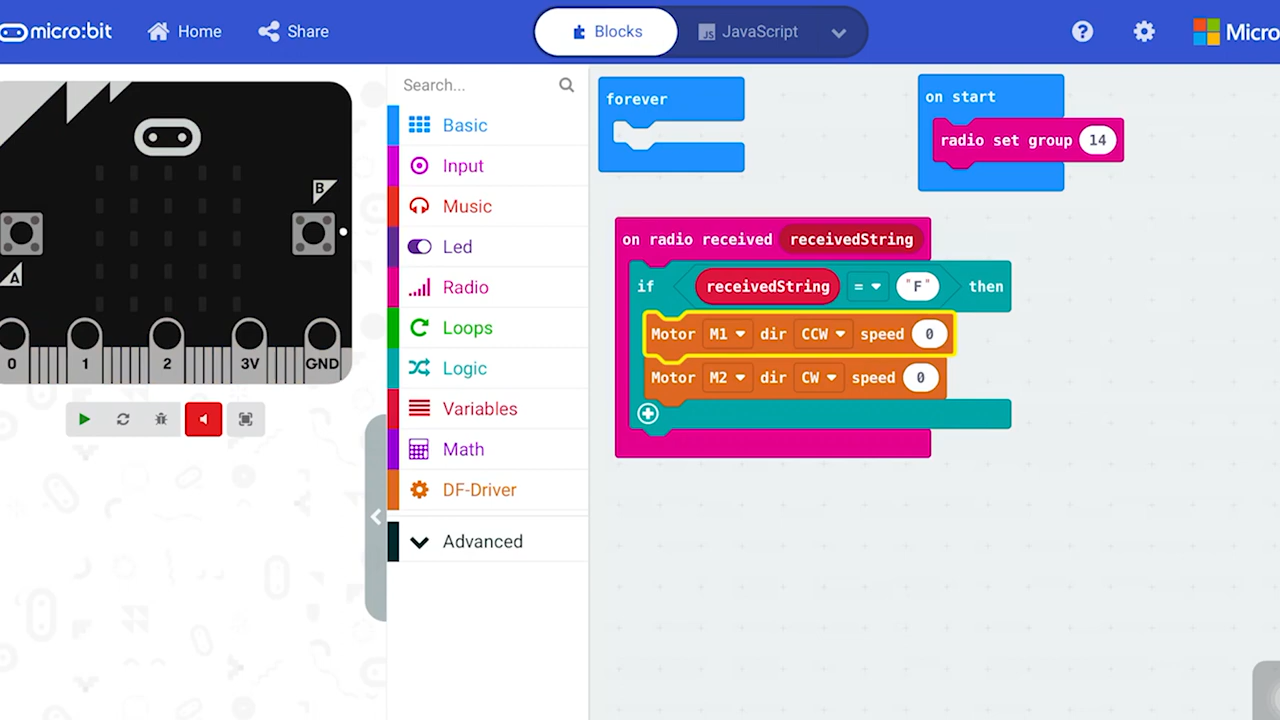 micro:bit Home Share Blocks JavaScript ? Micro
Search...
Basic
Input
Music
Led
Radio
Loops
Logic
Variables
Math
DF-Driver
Advanced
B
A
0 1 2 3V GND
forever
on start
radio set group 14
on radio received receivedString
if receivedString = "F" then
Motor M1 dir CCW speed 0
Motor M2 dir CW speed 0